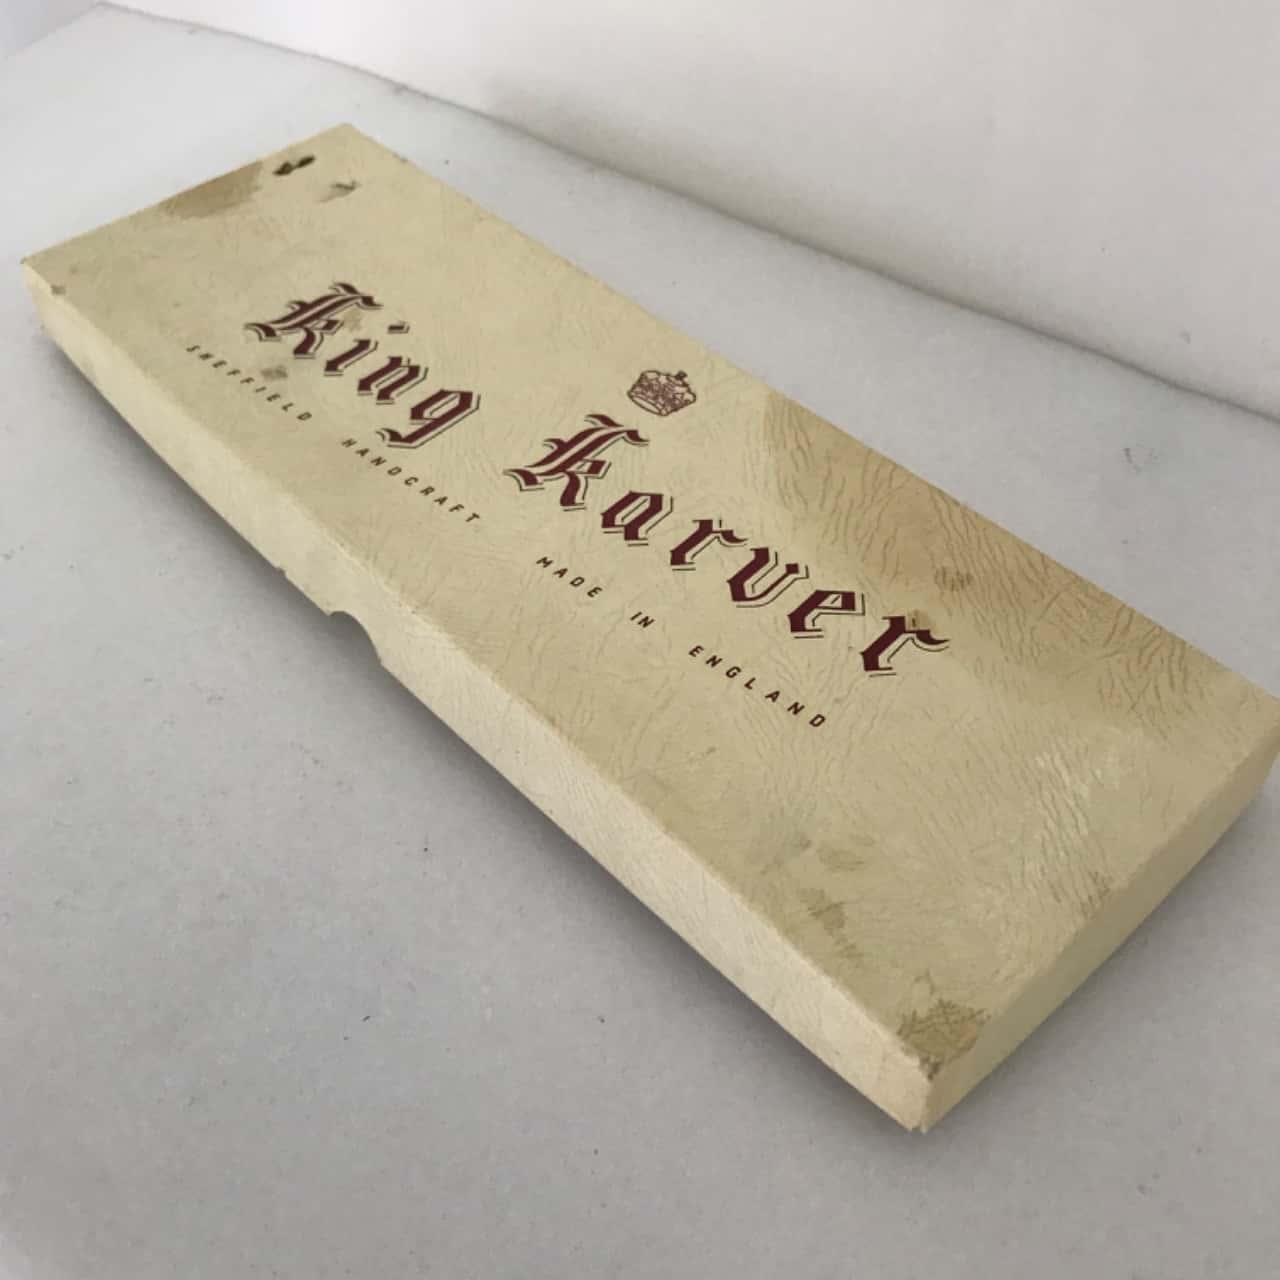 King Karver
SHEFFIELD HANDCRAFT MADE IN ENGLAND